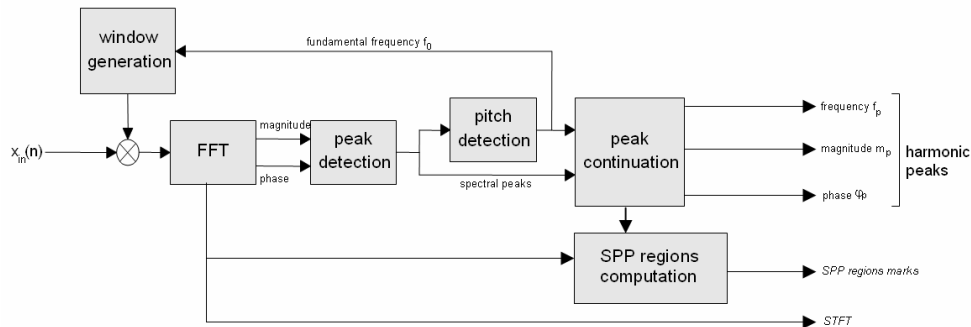 window
generation
fundamental frequency f0
pitch
detection
frequency fp
magnitude
peak
detection
peak
continuation
xin(n)
FFT
magnitude mp
harmonic
peaks
phase
spectral peaks
phase φp
SPP regions
computation
SPP regions marks
STFT